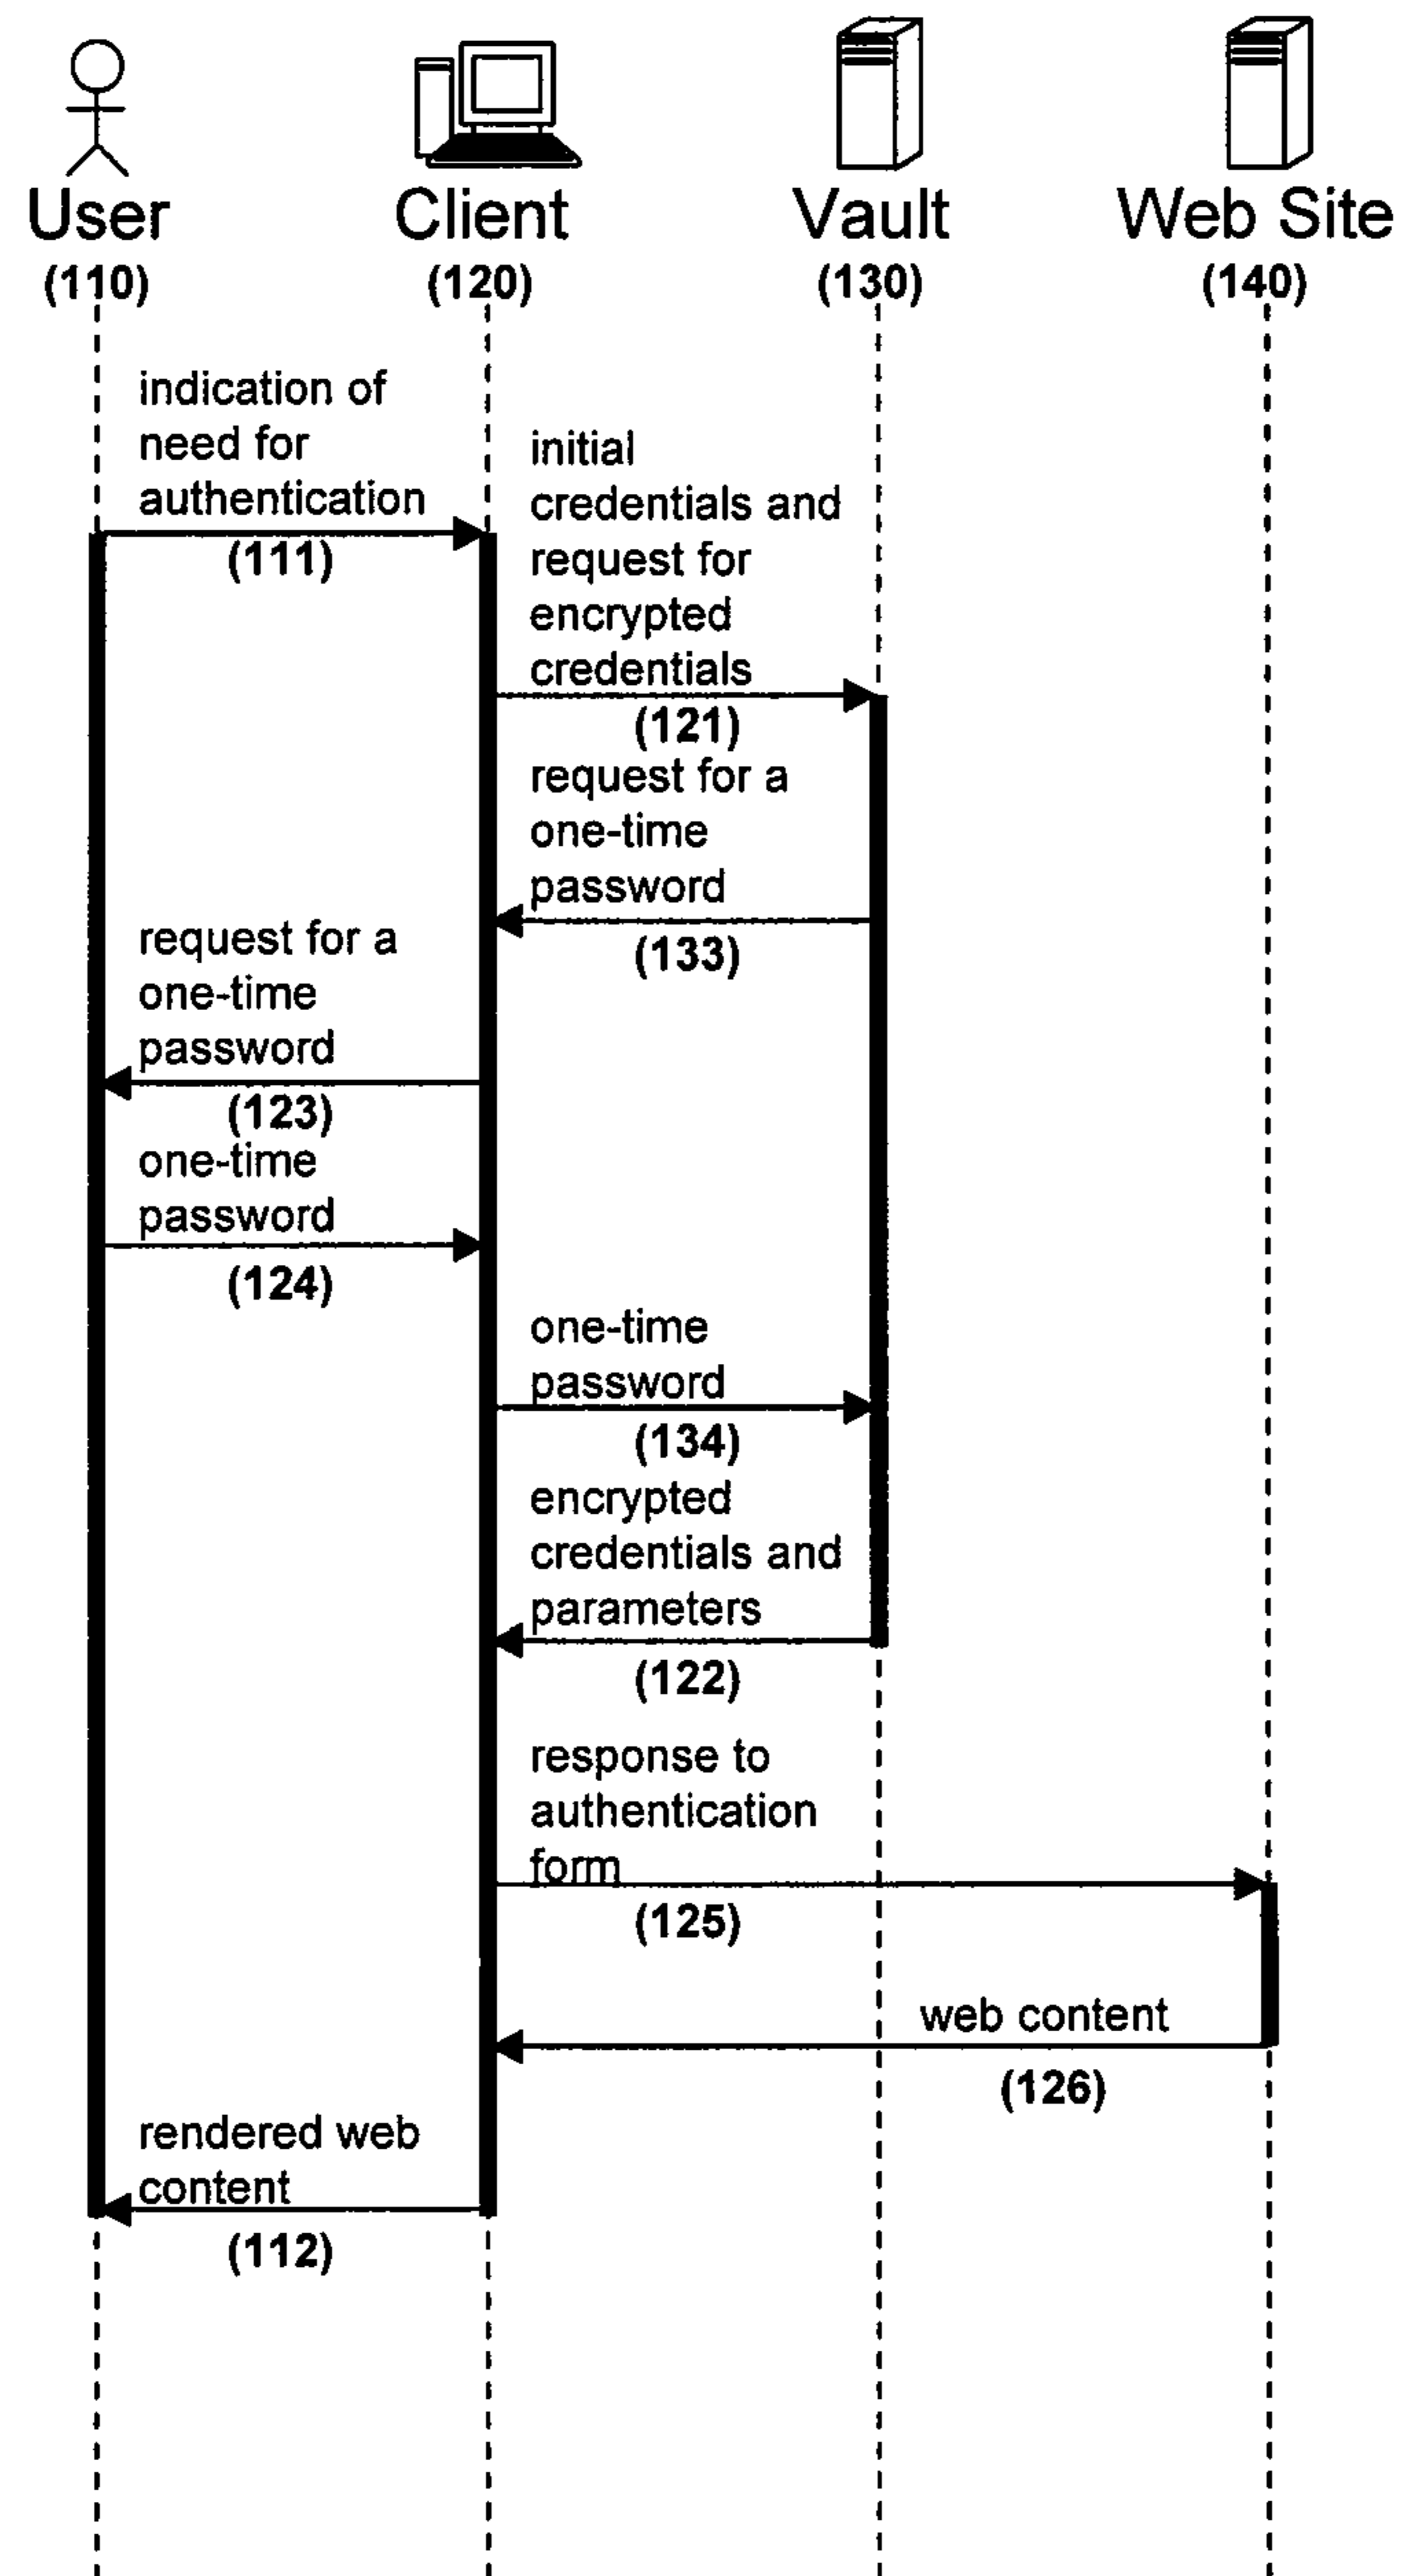 User
Client
Vault
Web Site
(110)
(120)
(130)
(140)
indication of
need for
authentication
(111)
initial
credentials and
request for
encrypted
credentials
(121)
request for a
one-time
password
(133)
request for a
one-time
password
(123)
one-time
password
(124)
one-time
password
(134)
encrypted
credentials and
parameters
(122)
response to
authentication
form
(125)
web content
(126)
rendered web
content
(112)